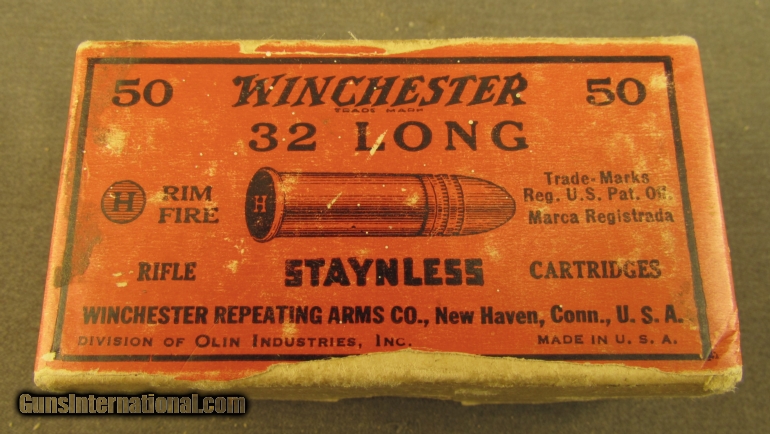 50 WINCHESTER 50
TRADE MARK
32 LONG
H RIM FIRE
H
Trade-Marks
Reg. U.S. Pat. Off.
Marca Registrada
RIFLE STAYNLESS CARTRIDGES
WINCHESTER REPEATING ARMS CO., New Haven, Conn., U. S. A.
DIVISION OF OLIN INDUSTRIES, INC. MADE IN U. S. A.
GunsInternational.com